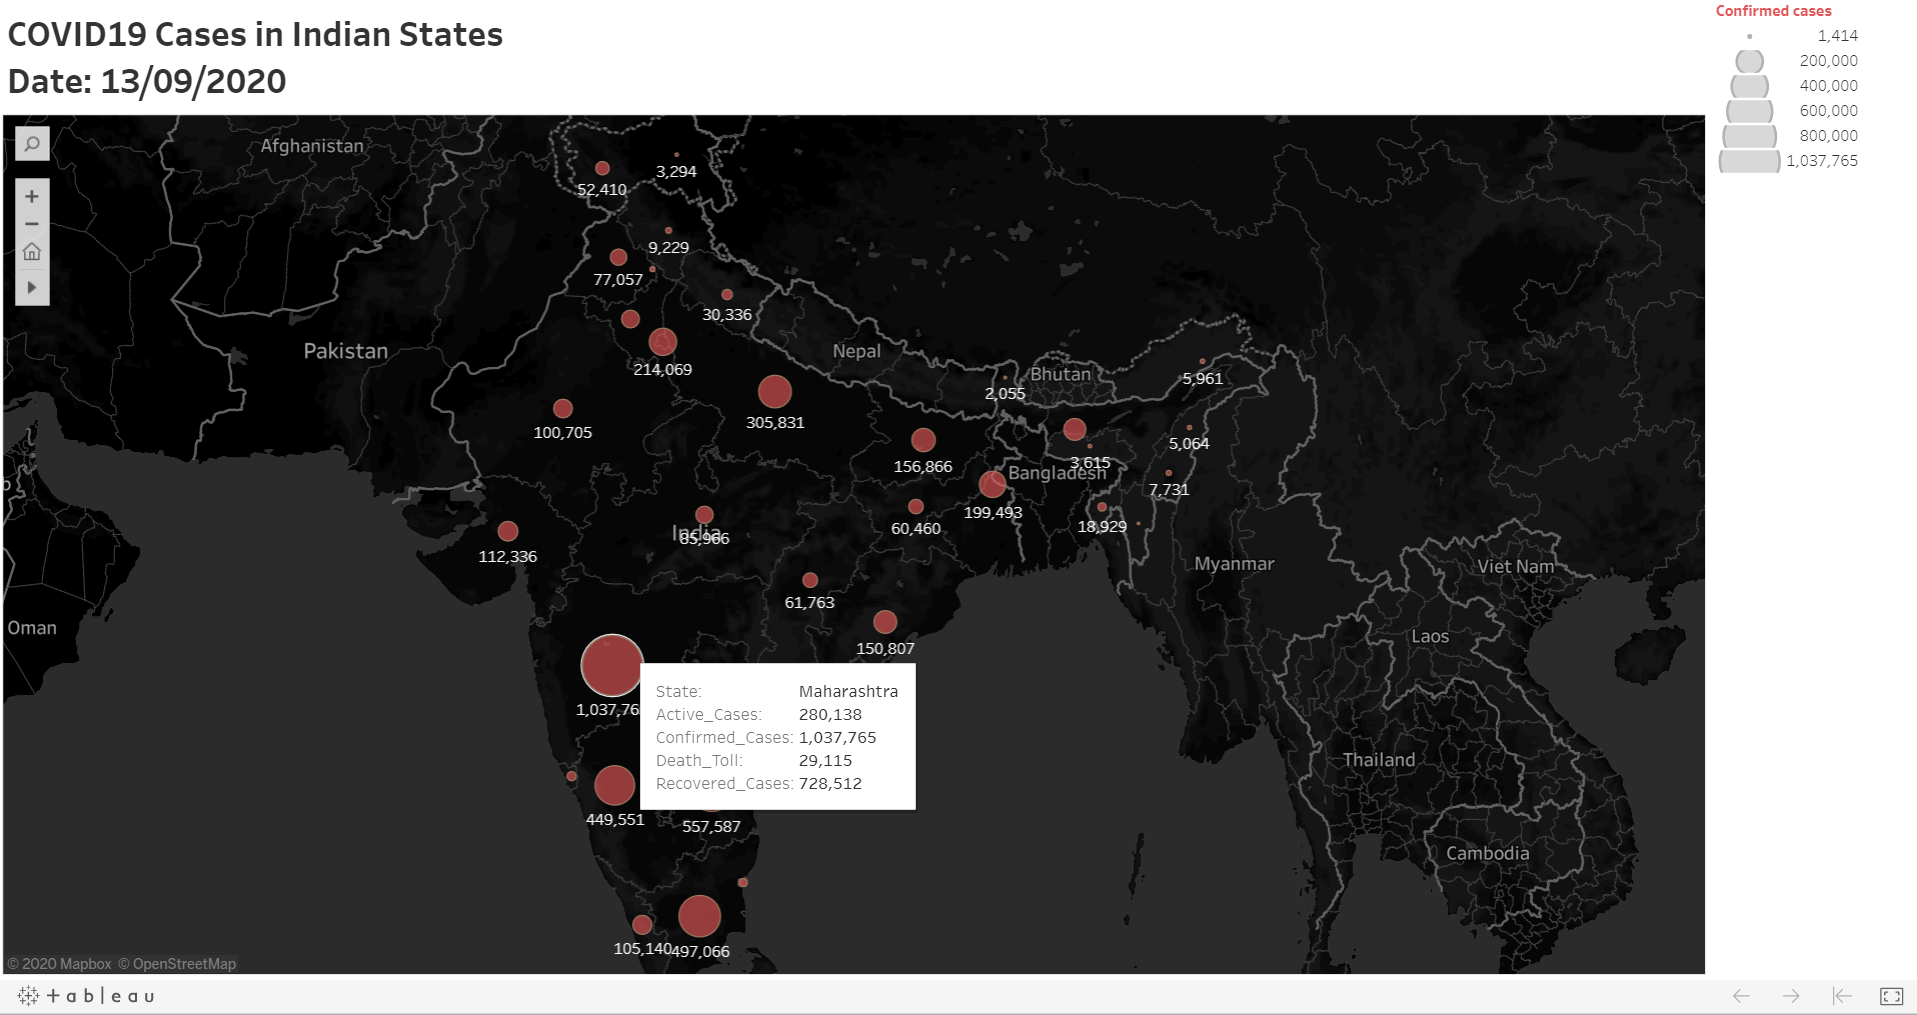 COVID19 Cases in Indian States
Date: 13/09/2020
Confirmed cases
1,414
200,000
400,000
600,000
800,000
1,037,765
Afghanistan
3,294
52,410
9,229
77,057
30,336
Pakistan
Nepal
214,069
Bhutan
5,961
2,055
305,831
100,705
5,064
156,866
3,615
Bangladesh
7,731
199,493
60,460
18,929
India
85,966
112,336
Myanmar
Viet Nam
61,763
Oman
Laos
150,807
1,037,76
State: Maharashtra
Active_Cases: 280,138
Confirmed_Cases: 1,037,765
Death_Toll: 29,115
Recovered_Cases: 728,512
Thailand
449,551
557,587
Cambodia
105,140
497,066
© 2020 Mapbox © OpenStreetMap
+ a b | e a u